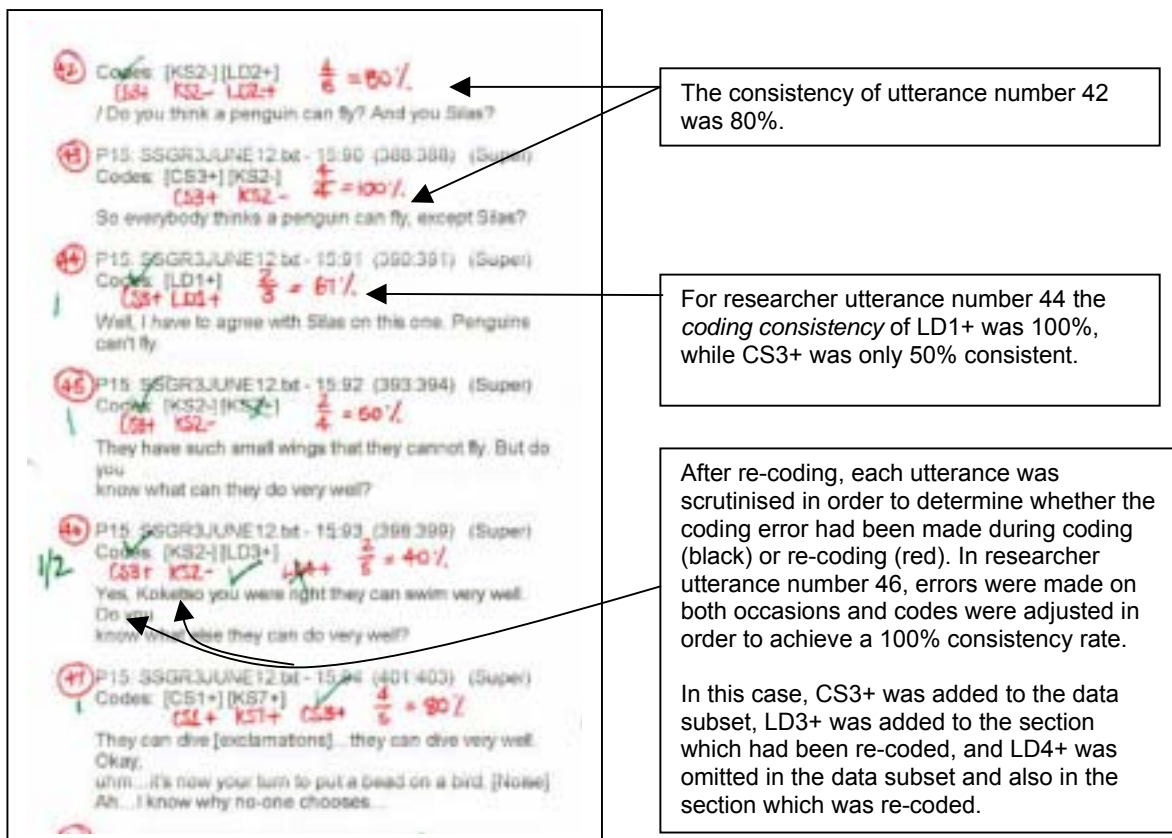 42 Codes: [KS2-][LD2+] 4/5 = 80%
CS3+ KS2- LD2+
/ Do you think a penguin can fly? And you Silas?
P15: SSGR3JUNE12.txt - 15:90 (388:388) (Super)
Codes: [CS3+][KS2-]
CS3+ KS2- 4/4 = 100%
So everybody thinks a penguin can fly, except Silas?
44 P15: SSGR3JUNE12.txt - 15:91 (390:391) (Super)
Codes: [LD1+]
1 CS3+ LD1+ 2/3 = 67%
Well, I have to agree with Silas on this one. Penguins
can't fly.
45 P15: SSGR3JUNE12.txt - 15:92 (393:394) (Super)
Codes: [KS2-]
1 CS3+ KS2- 2/4 = 50%
They have such small wings that they cannot fly. But do
you
know what can they do very well?
46 P15: SSGR3JUNE12.txt - 15:93 (398:399) (Super)
1/2 Codes: [KS2-][LD3+]
CS3+ KS2- LD4+ 2/5 = 40%
Yes, Koketso you were right they can swim very well.
Do you
know what else they can do very well?
47 P15: SSGR3JUNE12.txt - 15:94 (401:403) (Super)
1 Codes: [CS1+][KS7+]
CS1+ KS7+ CS3+ 4/5 = 80%
They can dive [exclamations]... they can dive very well.
Okay,
uhm... it's now your turn to put a bead on a bird. [Noise]
Ah... I know why no-one chooses...
The consistency of utterance number 42
was 80%.
For researcher utterance number 44 the
coding consistency of LD1+ was 100%,
while CS3+ was only 50% consistent.
After re-coding, each utterance was
scrutinised in order to determine whether the
coding error had been made during coding
(black) or re-coding (red). In researcher
utterance number 46, errors were made on
both occasions and codes were adjusted in
order to achieve a 100% consistency rate.
In this case, CS3+ was added to the data
subset, LD3+ was added to the section
which had been re-coded, and LD4+ was
omitted in the data subset and also in the
section which was re-coded.